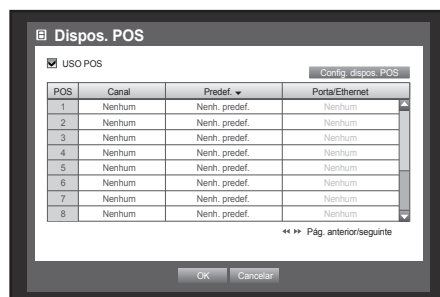 Dispos. POS
USO POS
Config. dispos. POS
POS Canal Predef. Porta/Ethernet
1 Nenhum Nenh. predef. Nenhum
2 Nenhum Nenh. predef. Nenhum
3 Nenhum Nenh. predef. Nenhum
4 Nenhum Nenh. predef. Nenhum
5 Nenhum Nenh. predef. Nenhum
6 Nenhum Nenh. predef. Nenhum
7 Nenhum Nenh. predef. Nenhum
8 Nenhum Nenh. predef. Nenhum
Pág. anterior/seguinte
OK Cancelar